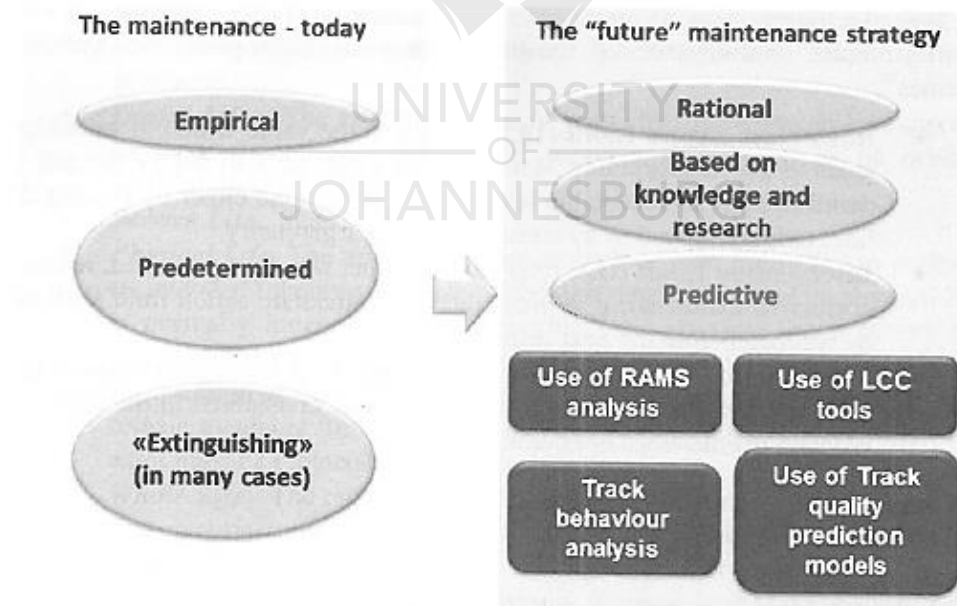 The maintenance - today
Empirical
Predetermined
«Extinguishing»
(in many cases)
The “future” maintenance strategy
Rational
Based on
knowledge and
research
Predictive
Use of RAMS
analysis
Use of LCC
tools
Track
behaviour
analysis
Use of Track
quality
prediction
models
UNIVERSITY
OF
JOHANNESBURG